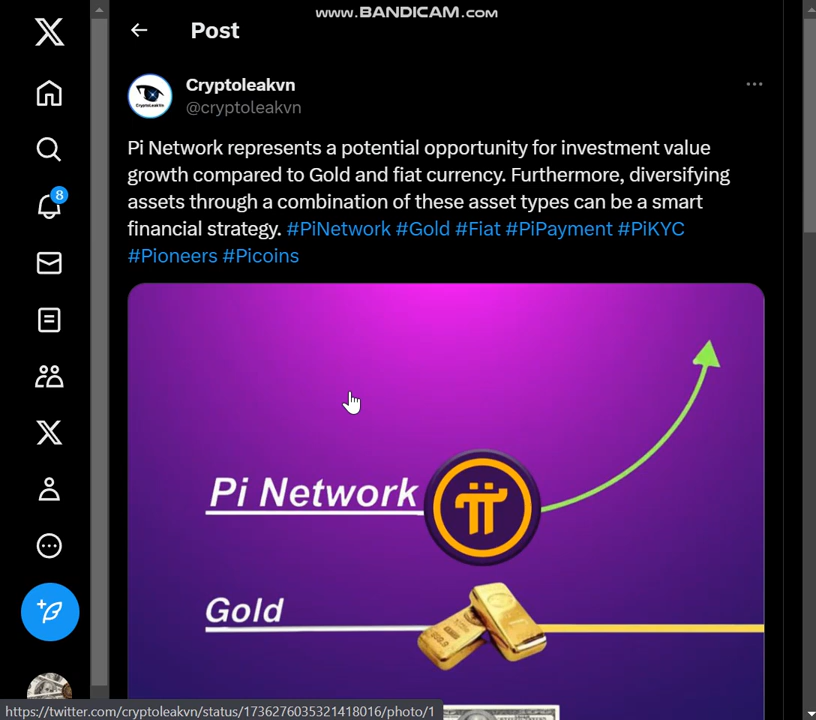 www.BANDICAM.com
Post
Cryptoleakvn
@cryptoleakvn
Pi Network represents a potential opportunity for investment value
growth compared to Gold and fiat currency. Furthermore, diversifying
assets through a combination of these asset types can be a smart
financial strategy. #PiNetwork #Gold #Fiat #PiPayment #PiKYC
#Pioneers #Picoins
8
Pi Network
Gold
https://twitter.com/cryptoleakvn/status/1736276035321418016/photo/1